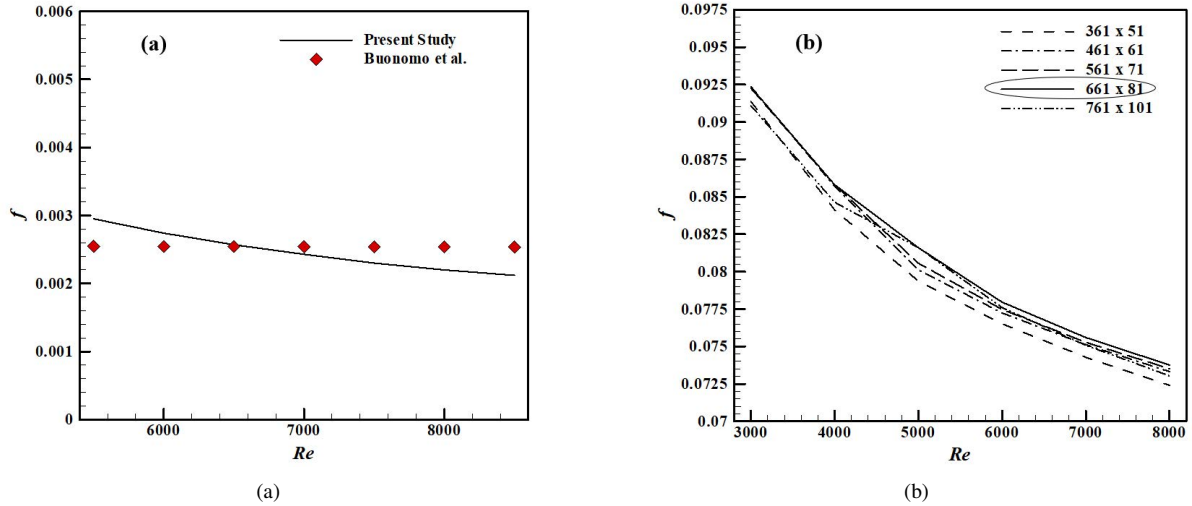 0.006
0.005
0.004
0.003
0.002
0.001
0
f
(a)
Present Study
Buonomo et al.
6000
7000
8000
Re
(a)
0.0975
0.095
0.0925
0.09
0.0875
0.085
0.0825
0.08
0.0775
0.075
0.0725
0.07
f
(b)
361 x 51
461 x 61
561 x 71
661 x 81
761 x 101
3000
4000
5000
6000
7000
8000
Re
(b)